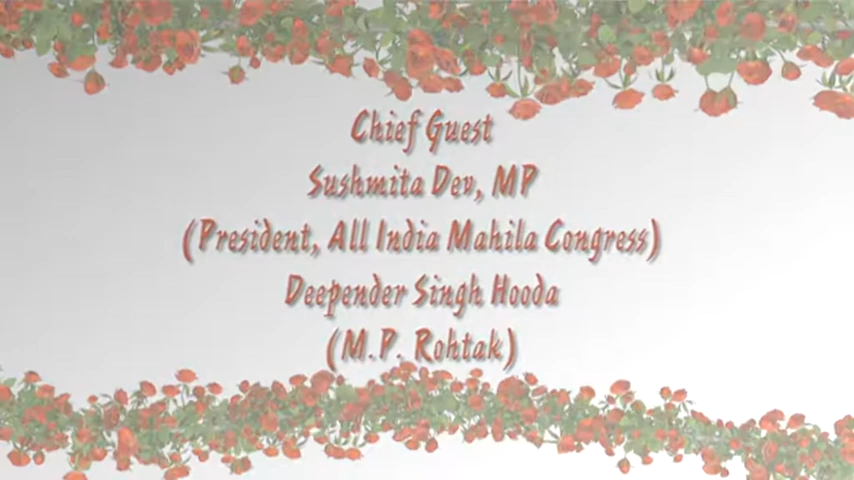 Chief Guest
Sushmita Dev, MP
(President, All India Mahila Congress)
Deepender Singh Hooda
(M.P. Rohtak)